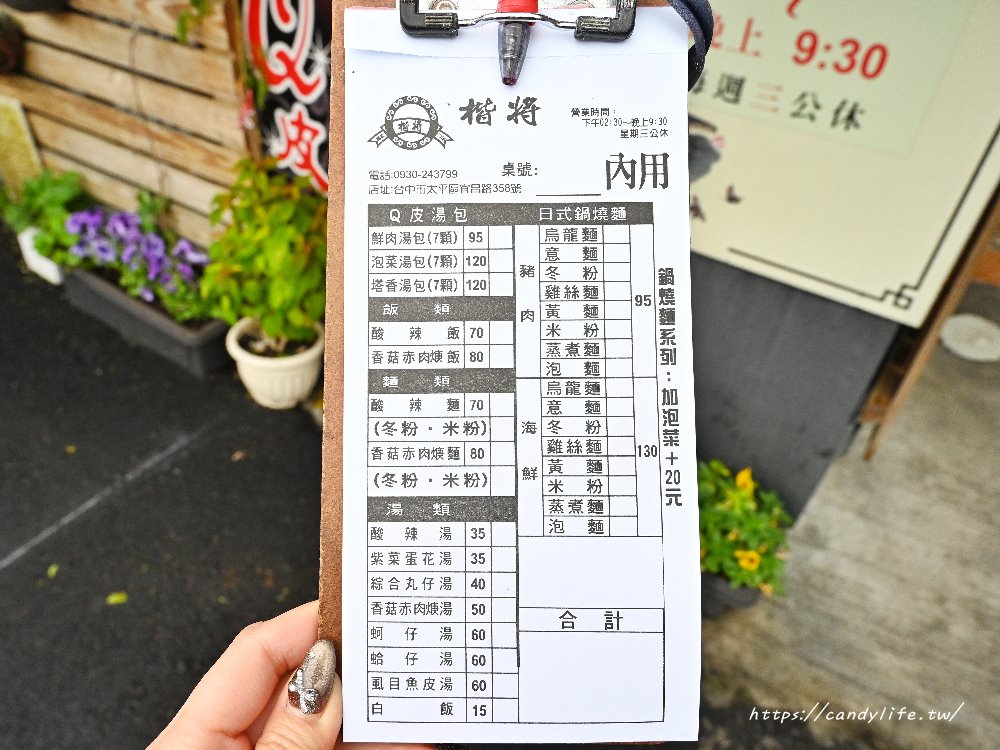 Q皮
晚上 9:30
每週三公休
楷將
楷將
營業時間：
下午02:30~晚上9:30
星期三公休
電話:0930-243799
店址:台中市太平區宜昌路358號
桌號:
內用
Q皮湯包
鮮肉湯包(7顆) 95
泡菜湯包(7顆) 120
塔香湯包(7顆) 120
飯類
酸辣飯 70
香菇赤肉焿飯 80
麵類
酸辣麵 70
(冬粉．米粉)
香菇赤肉焿麵 80
(冬粉．米粉)
湯類
酸辣湯 35
紫菜蛋花湯 35
綜合丸仔湯 40
香菇赤肉焿湯 50
蚵仔湯 60
蛤仔湯 60
虱目魚皮湯 60
白飯 15
日式鍋燒麵
豬肉
烏龍麵
意麵
冬粉
雞絲麵
黃麵
米粉
蒸煮麵
泡麵
95
海鮮
烏龍麵
意麵
冬粉
雞絲麵
黃麵
米粉
蒸煮麵
泡麵
130
鍋燒麵系列：加泡菜+20元
合計
https://candylife.tw/